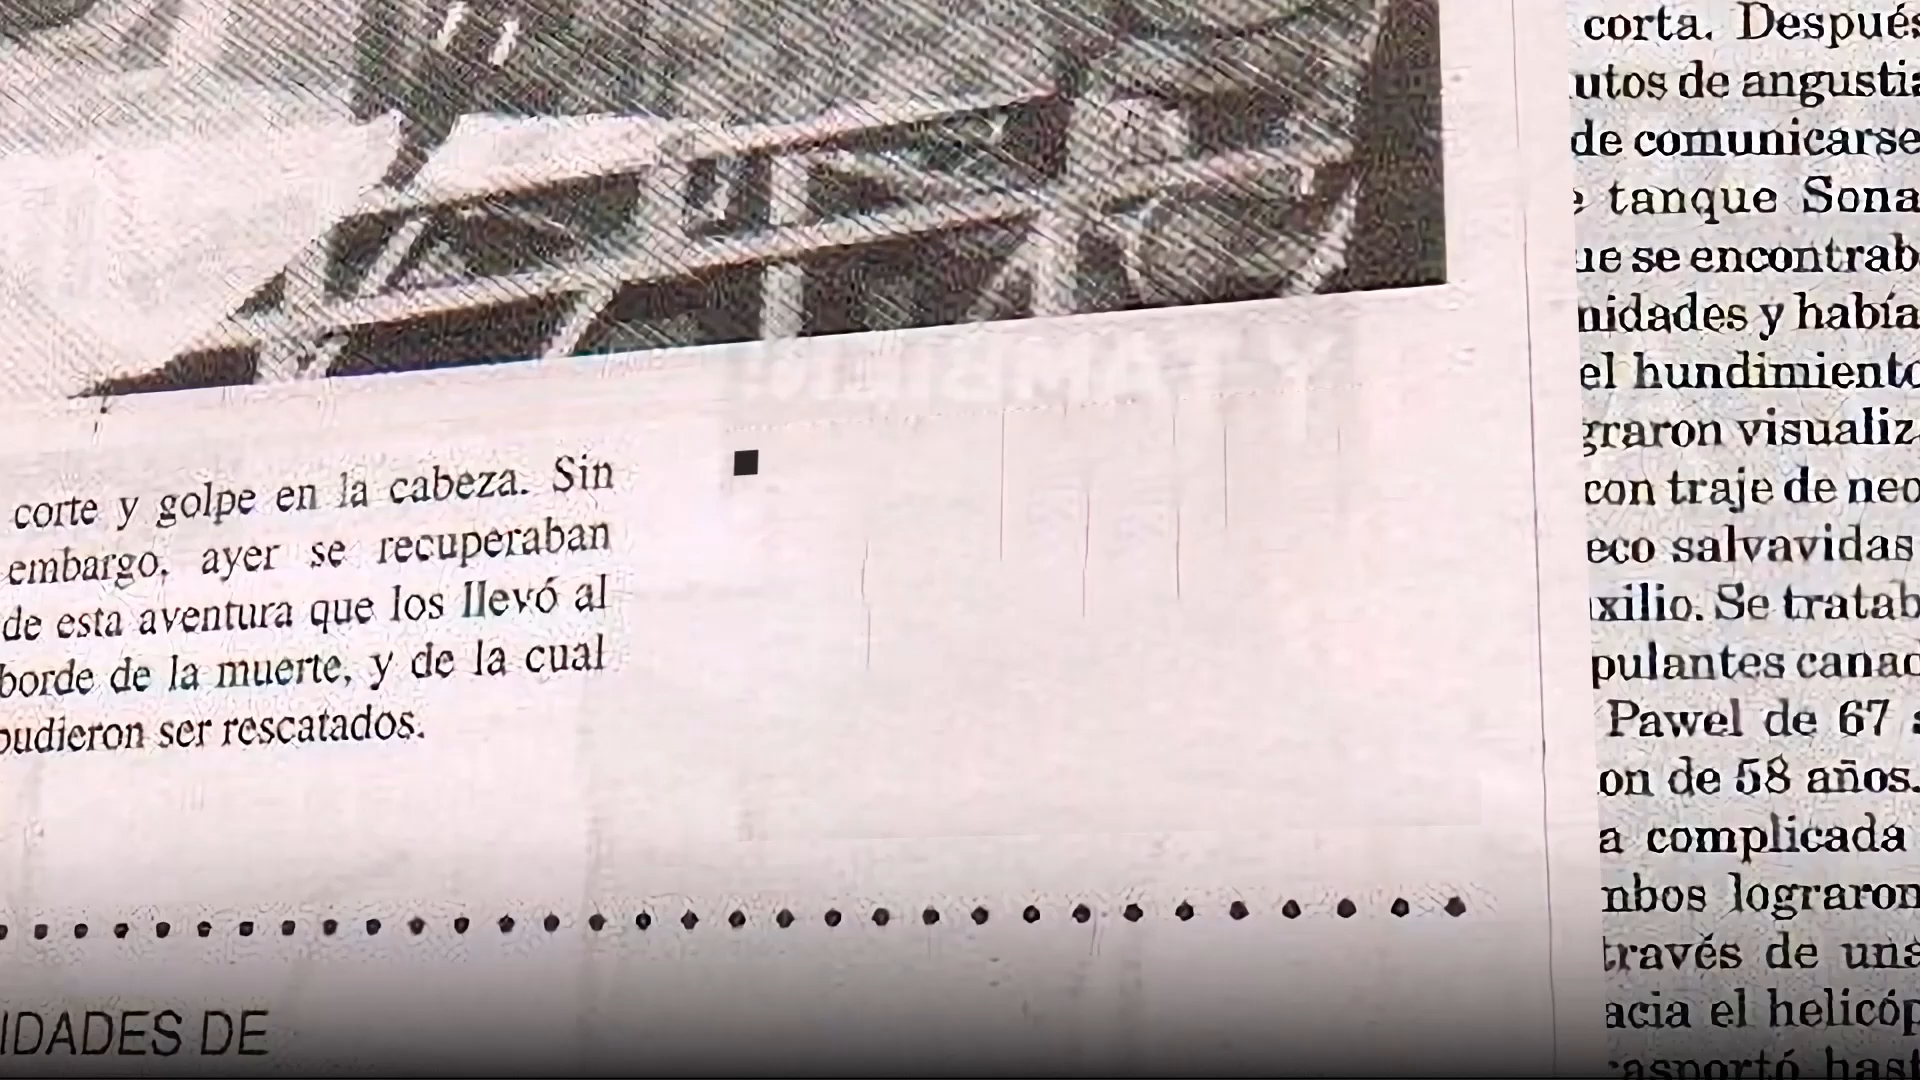 corte y golpe en la cabeza. Sin
embargo, ayer se recuperaban
de esta aventura que los llevó al
borde de la muerte, y de la cual
pudieron ser rescatados.
IDADES DE
corta. Después
utos de angustia
de comunicarse
tanque Sona
ue se encontrab
nidades y había
el hundimiento
graron visualiz
con traje de neo
eco salvavidas
xilio. Se tratab
pulantes canad
Pawel de 67
on de 58 años.
a complicada
nbos lograron
través de una
acia el helicóp
asportó hast